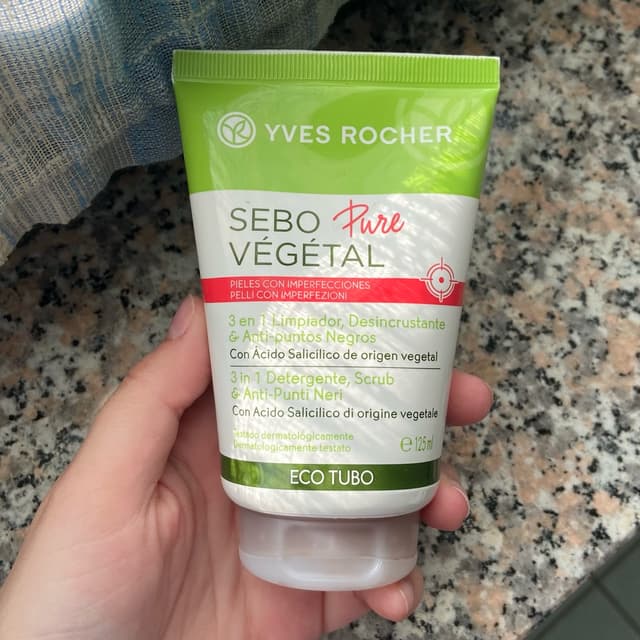 YR YVES ROCHER
SEBO Pure
VÉGÉTAL
PIELES CON IMPERFECCIONES
PELLI CON IMPERFEZIONI
3 en 1 Limpiador, Desincrustante
& Anti-puntos Negros
Con Ácido Salicílico de origen vegetal
3 in 1 Detergente, Scrub
& Anti-Punti Neri
Con Acido Salicilico di origine vegetale
Testado dermatológicamente
Dermatologicamente testato
℮ 125 ml
ECO TUBO